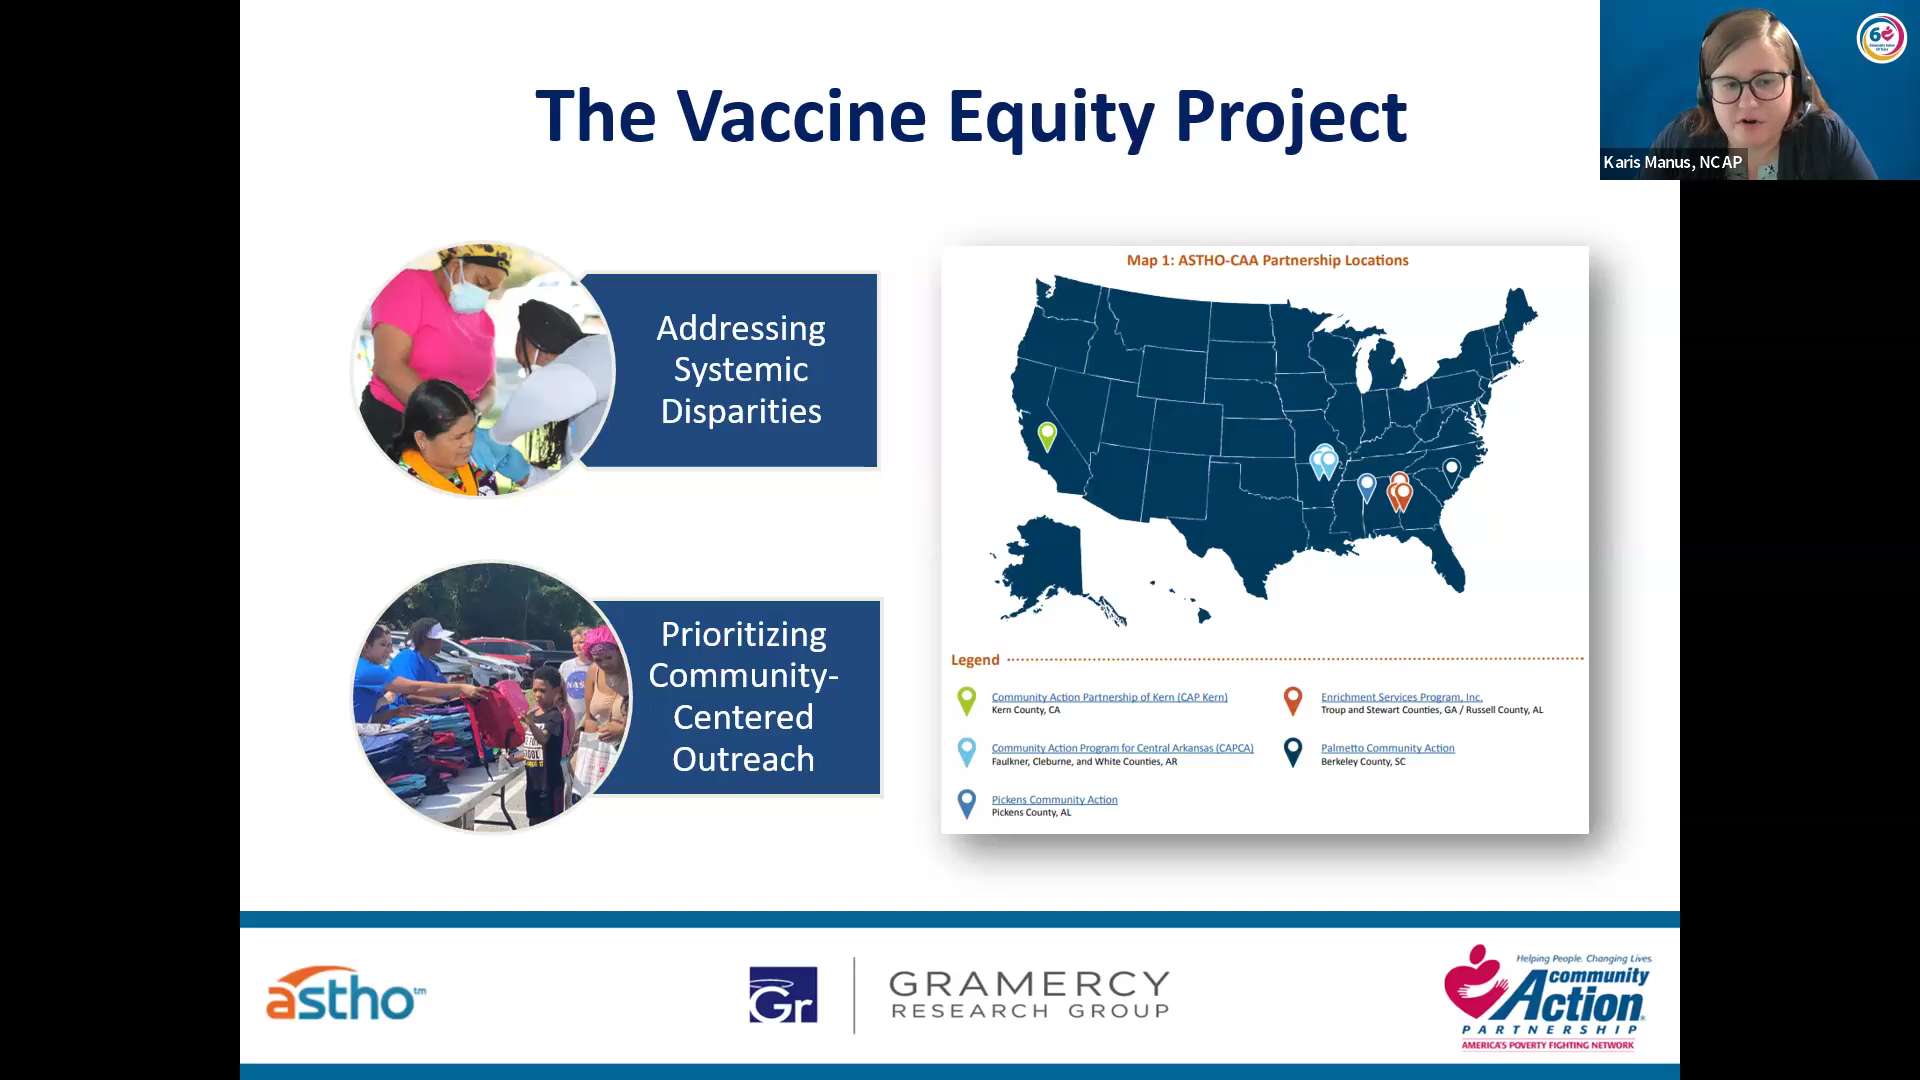 The Vaccine Equity Project
Karis Manus, NCAP
Addressing
Systemic
Disparities
Prioritizing
Community-
Centered
Outreach
Map 1: ASTHO-CAA Partnership Locations
Legend
Community Action Partnership of Kern (CAP Kern)
Kern County, CA
Community Action Program for Central Arkansas (CAPCA)
Faulkner, Cleburne, and White Counties, AR
Pickens Community Action
Pickens County, AL
Enrichment Services Program, Inc.
Troup and Stewart Counties, GA / Russell County, AL
Palmetto Community Action
Berkeley County, SC
astho™
Gr
GRAMERCY
RESEARCH GROUP
Helping People. Changing Lives.
community
Action
PARTNERSHIP
AMERICA'S POVERTY FIGHTING NETWORK
NASA
60